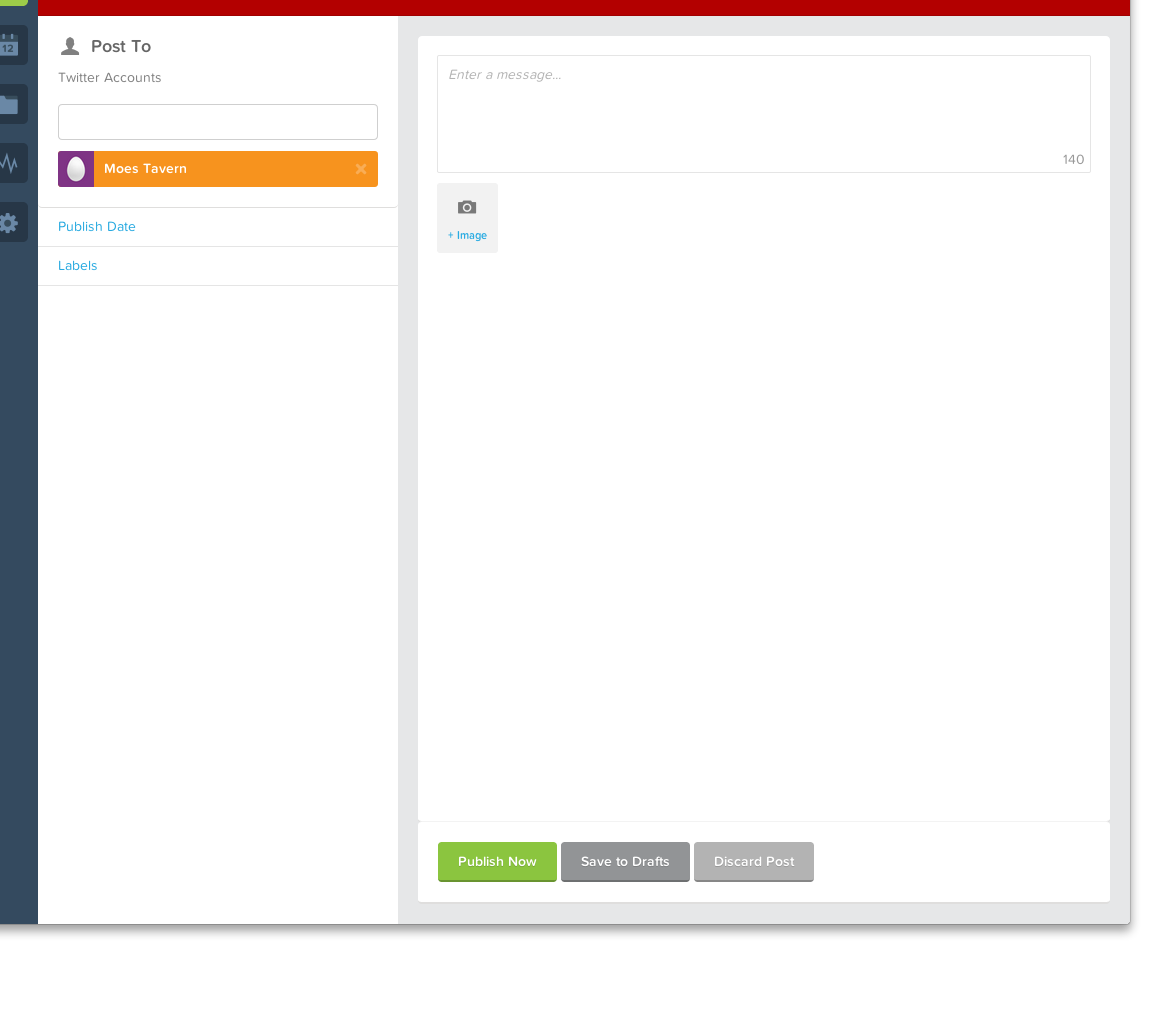 12
Post To
Twitter Accounts
Moes Tavern
Publish Date
Labels
Enter a message...
140
+ Image
Publish Now
Save to Drafts
Discard Post